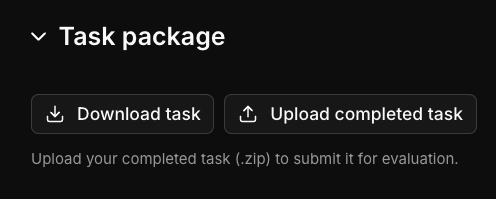 Task package
Download task
Upload completed task
Upload your completed task (.zip) to submit it for evaluation.